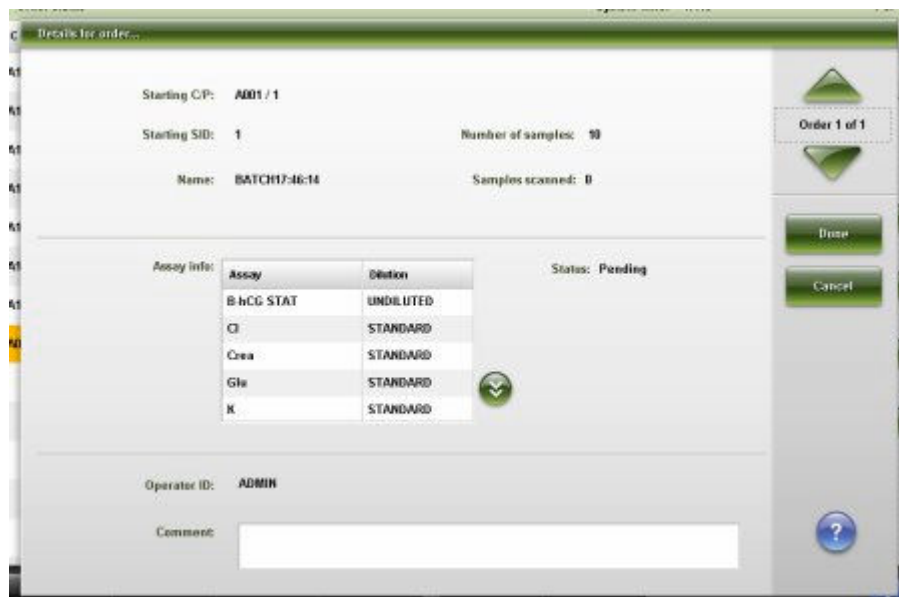 Details for order...
Starting C/P: A001 / 1
Order 1 of 1
Starting SID: 1 Number of samples: 10
Name: BATCH17:46:14 Samples scanned: 0
Done
Assay info: Assay Dilution Status: Pending
Cancel
B-hCG STAT UNDILUTED
Cl STANDARD
Crea STANDARD
Glu STANDARD
K STANDARD
Operator ID: ADMIN
Comment:
?